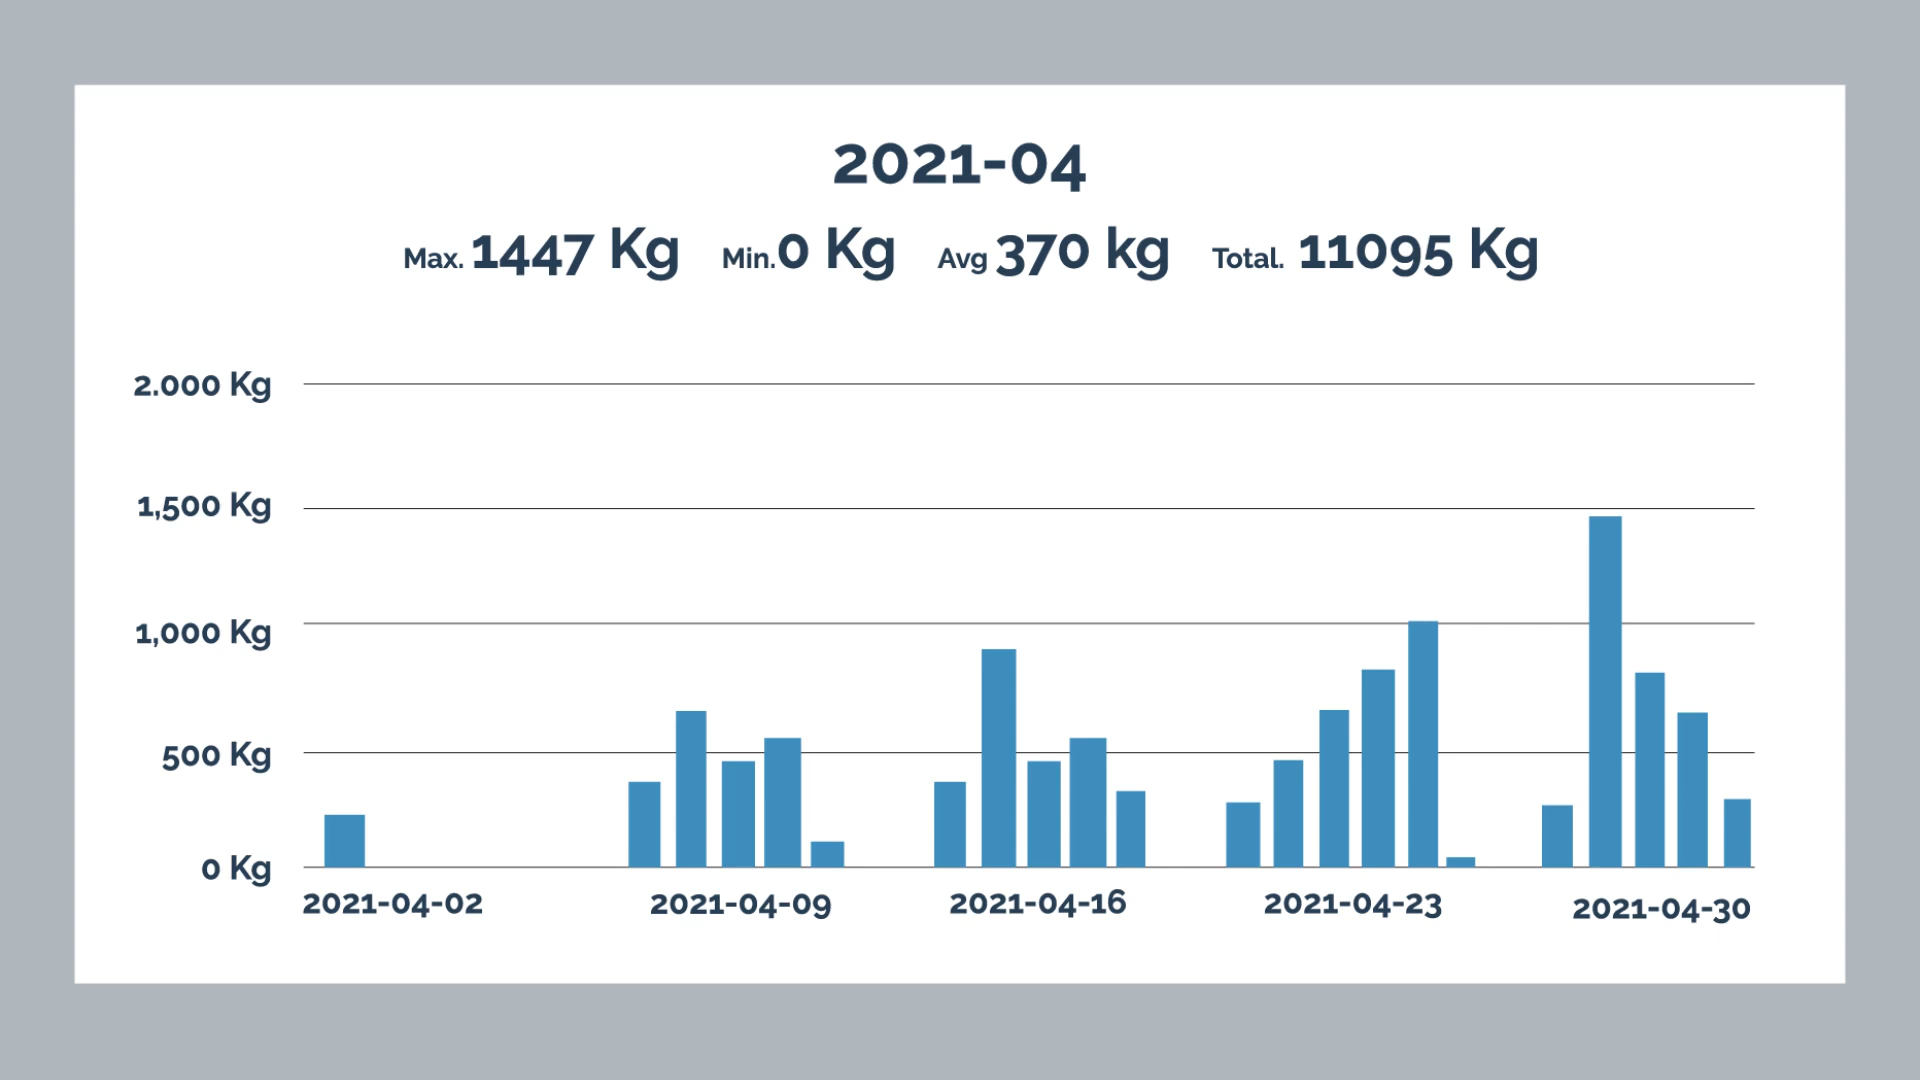 2021-04
Max. 1447 Kg Min.0 Kg Avg 370 kg Total. 11095 Kg
2.000 Kg
1,500 Kg
1,000 Kg
500 Kg
0 Kg
2021-04-02 2021-04-09 2021-04-16 2021-04-23 2021-04-30